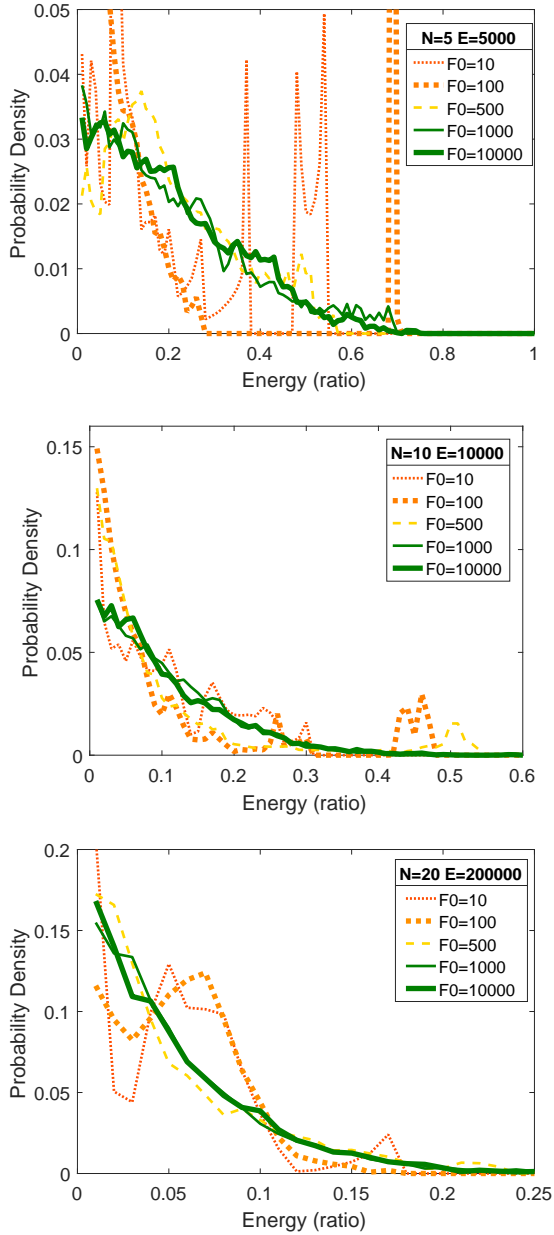 0.05
0.04
0.03
0.02
0.01
0
Probability Density
N=5 E=5000
F0=10
F0=100
F0=500
F0=1000
F0=10000
0 0.2 0.4 0.6 0.8 1
Energy (ratio)
0.15
0.1
0.05
0
Probability Density
N=10 E=10000
F0=10
F0=100
F0=500
F0=1000
F0=10000
0 0.1 0.2 0.3 0.4 0.5 0.6
Energy (ratio)
0.2
0.15
0.1
0.05
0
Probability Density
N=20 E=200000
F0=10
F0=100
F0=500
F0=1000
F0=10000
0 0.05 0.1 0.15 0.2 0.25
Energy (ratio)